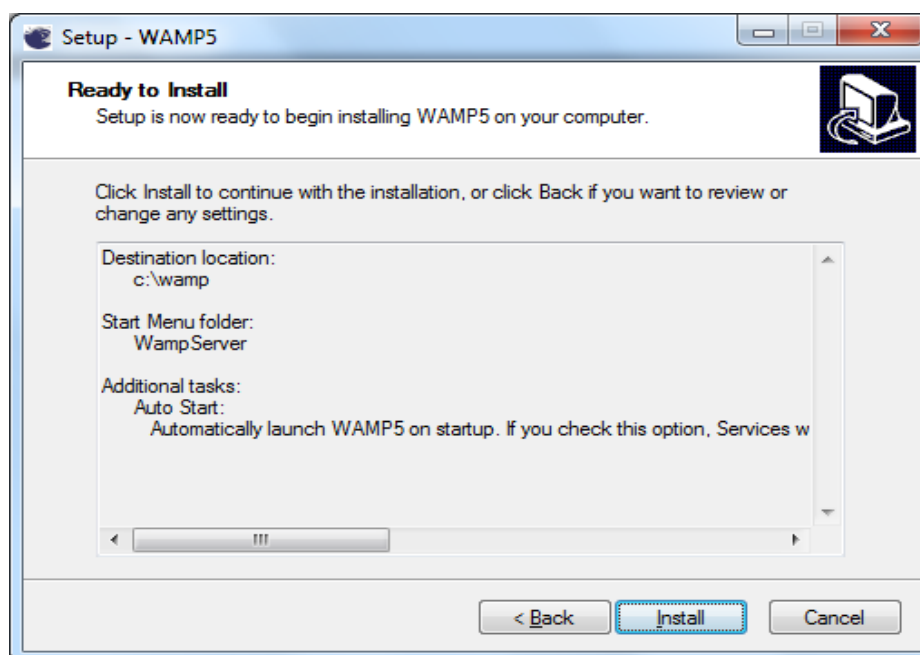 Setup - WAMP5
Ready to Install
Setup is now ready to begin installing WAMP5 on your computer.
Click Install to continue with the installation, or click Back if you want to review or
change any settings.
Destination location:
c:\wamp
Start Menu folder:
WampServer
Additional tasks:
Auto Start:
Automatically launch WAMP5 on startup. If you check this option, Services w
< Back Install Cancel